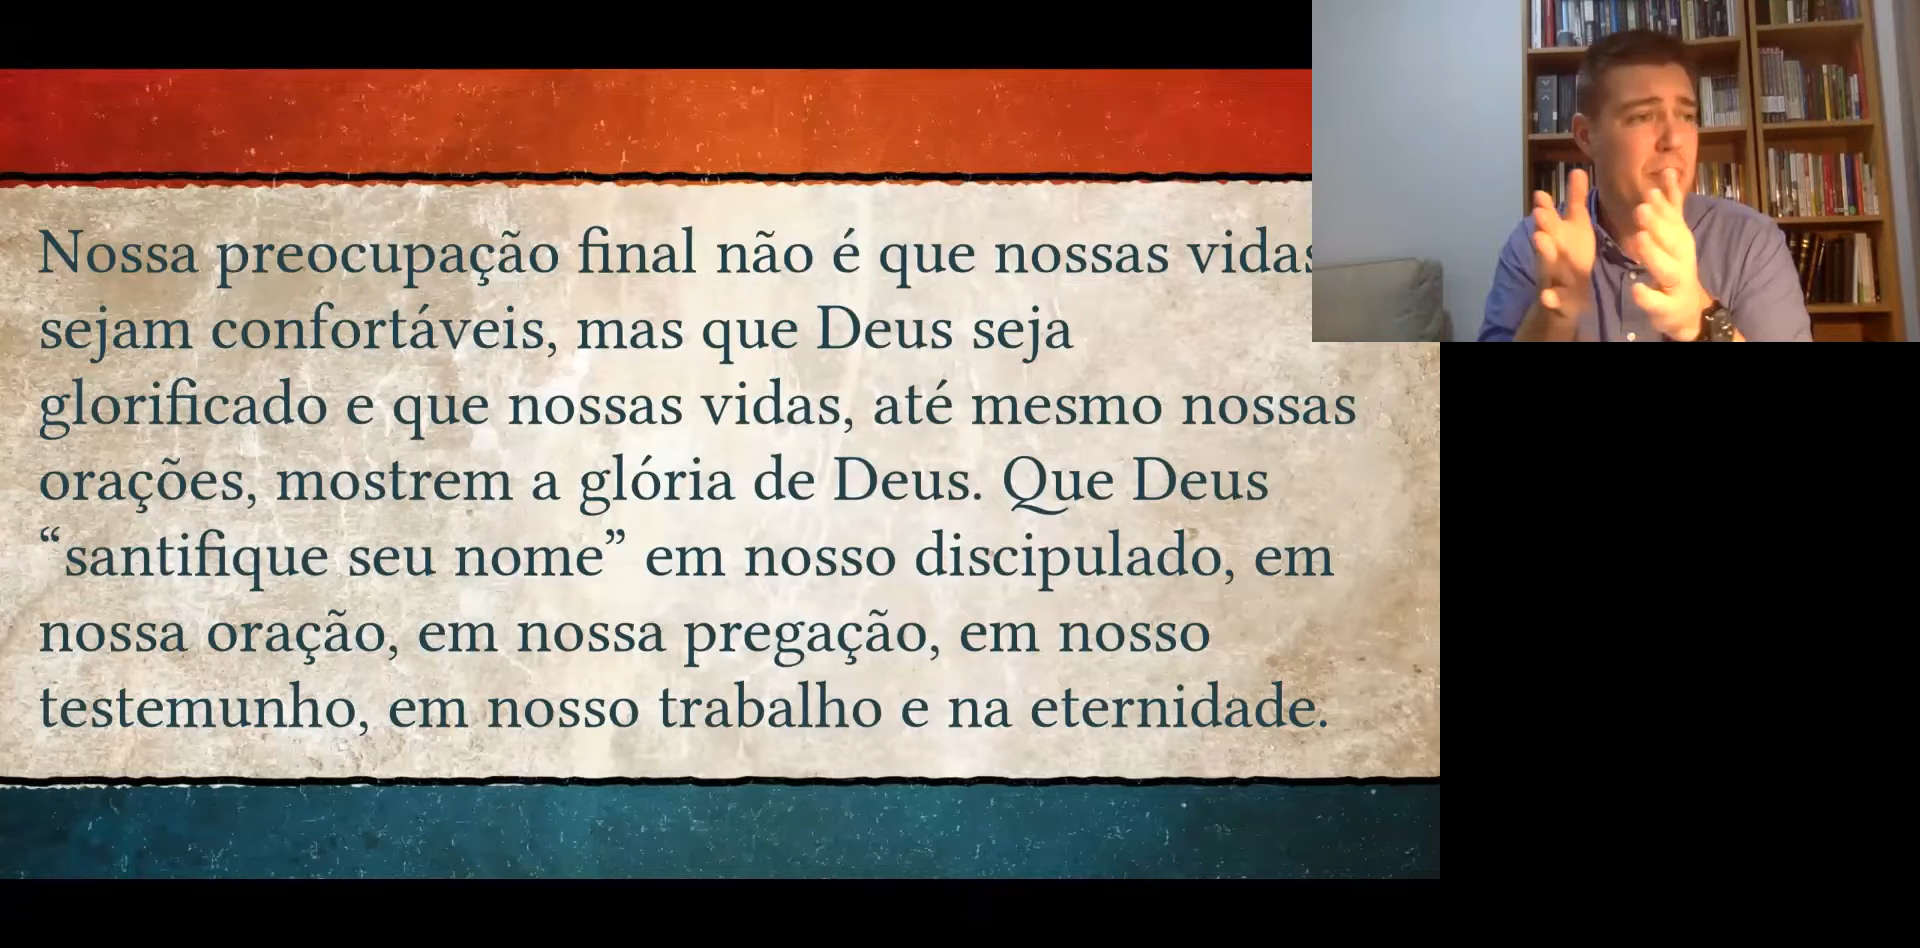 Nossa preocupação final não é que nossas vidas
sejam confortáveis, mas que Deus seja
glorificado e que nossas vidas, até mesmo nossas
orações, mostrem a glória de Deus. Que Deus
“santifique seu nome” em nosso discipulado, em
nossa oração, em nossa pregação, em nosso
testemunho, em nosso trabalho e na eternidade.